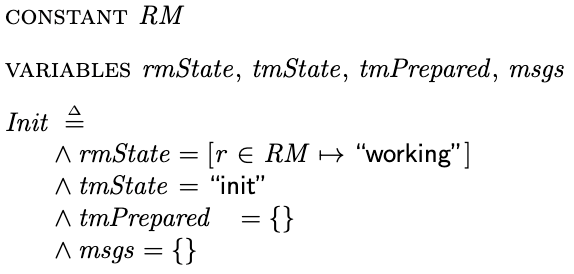 CONSTANT RM
VARIABLES rmState, tmState, tmPrepared, msgs
Init ≜
∧ rmState = [r ∈ RM ↦ “working”]
∧ tmState = “init”
∧ tmPrepared = {}
∧ msgs = {}